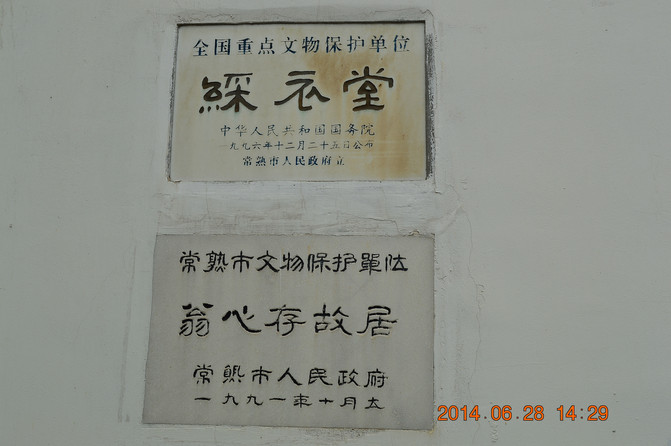 全国重点文物保护单位
綵衣堂
中华人民共和国国务院
一九九六年十二月二十五日公布
常熟市人民政府立
常熟市文物保护單位
翁心存故居
常熟市人民政府
一九九一年十月立
2014.06.28 14:29